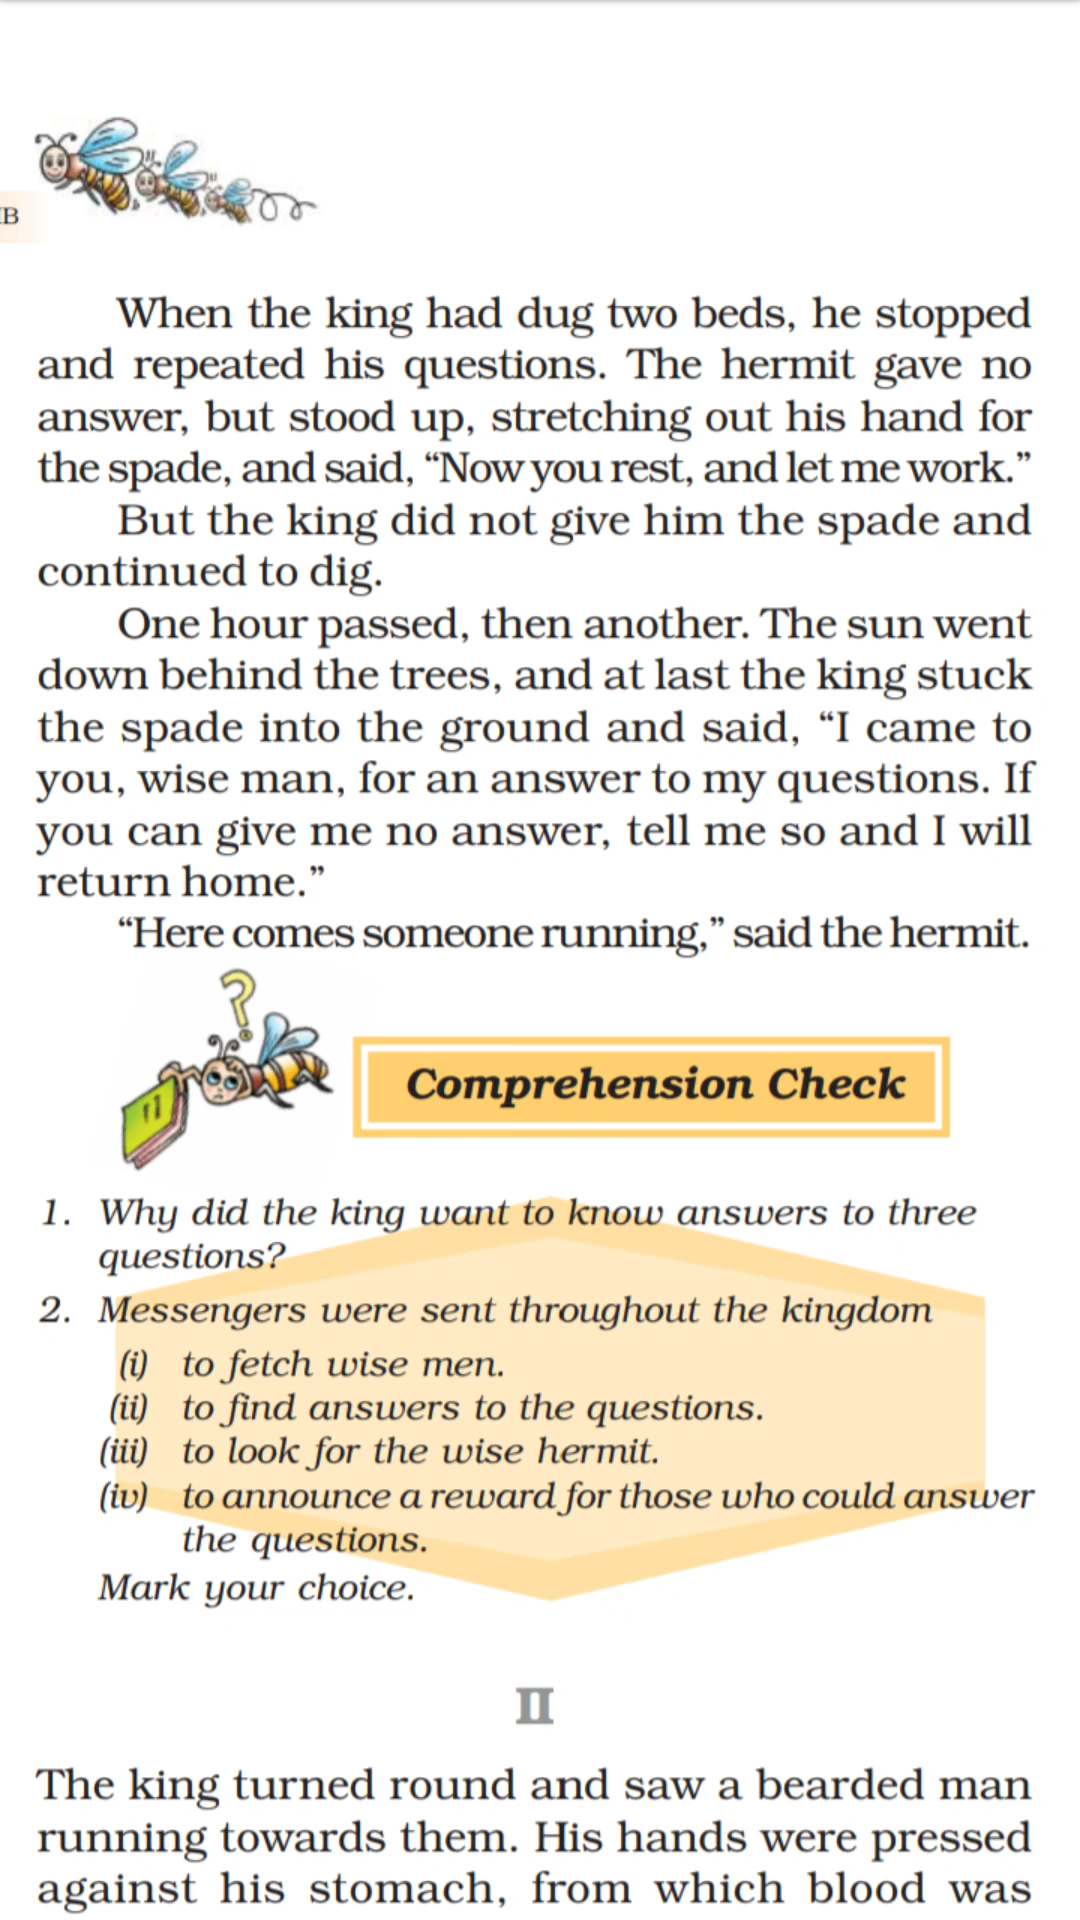 B
When the king had dug two beds, he stopped
and repeated his questions. The hermit gave no
answer, but stood up, stretching out his hand for
the spade, and said, “Now you rest, and let me work.”
But the king did not give him the spade and
continued to dig.
One hour passed, then another. The sun went
down behind the trees, and at last the king stuck
the spade into the ground and said, “I came to
you, wise man, for an answer to my questions. If
you can give me no answer, tell me so and I will
return home.”
“Here comes someone running,” said the hermit.
?
Comprehension Check
1. Why did the king want to know answers to three
questions?
2. Messengers were sent throughout the kingdom
(i) to fetch wise men.
(ii) to find answers to the questions.
(iii) to look for the wise hermit.
(iv) to announce a reward for those who could answer
the questions.
Mark your choice.
II
The king turned round and saw a bearded man
running towards them. His hands were pressed
against his stomach, from which blood was